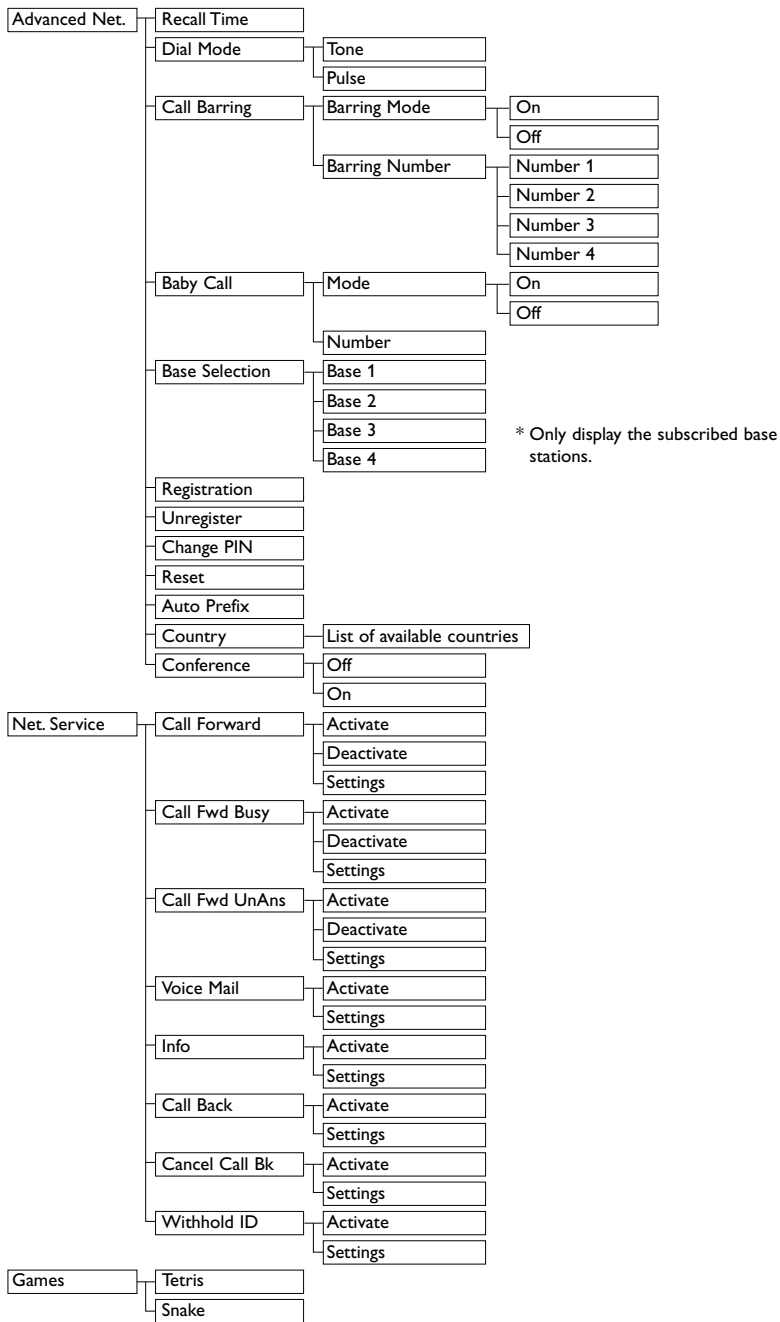 Advanced Net. Recall Time
Dial Mode Tone
Pulse
Call Barring Barring Mode On
Off
Barring Number Number 1
Number 2
Number 3
Number 4
Baby Call Mode On
Off
Number
Base Selection Base 1
Base 2
Base 3
Base 4
* Only display the subscribed base
stations.
Registration
Unregister
Change PIN
Reset
Auto Prefix
Country List of available countries
Conference Off
On
Net. Service Call Forward Activate
Deactivate
Settings
Call Fwd Busy Activate
Deactivate
Settings
Call Fwd UnAns Activate
Deactivate
Settings
Voice Mail Activate
Settings
Info Activate
Settings
Call Back Activate
Settings
Cancel Call Bk Activate
Settings
Withhold ID Activate
Settings
Games Tetris
Snake